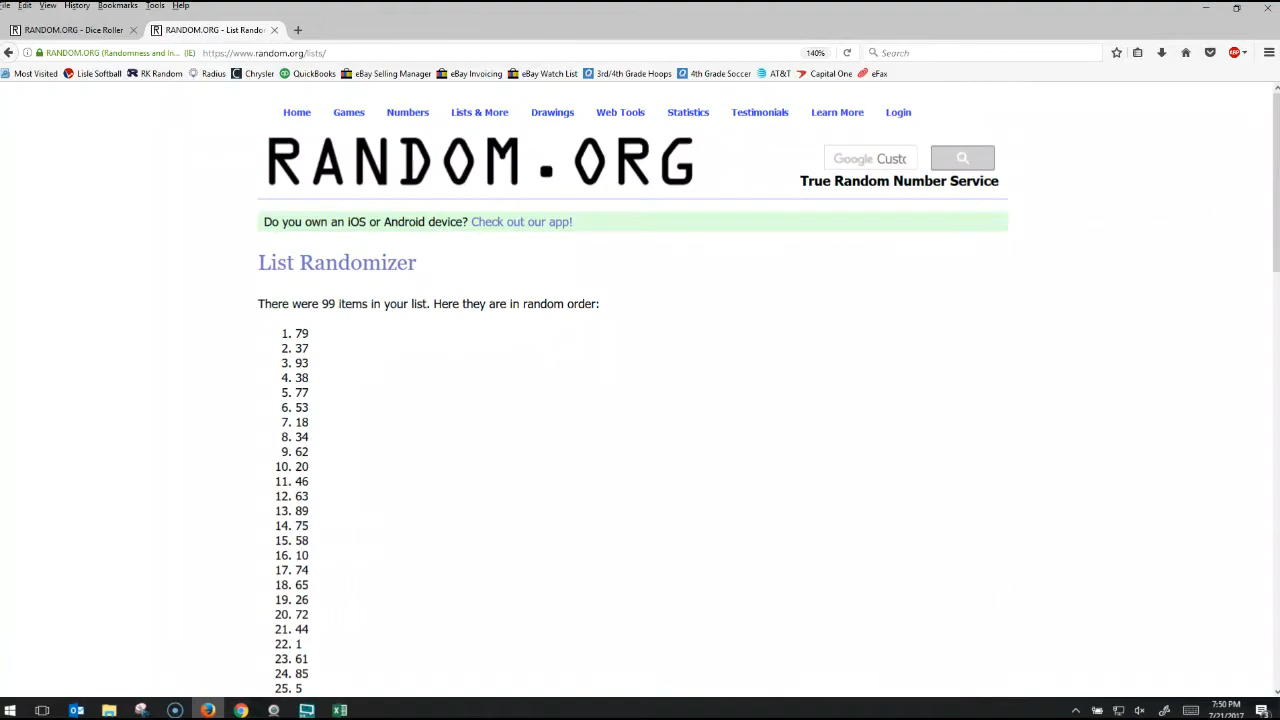 File Edit View History Bookmarks Tools Help
RANDOM.ORG - Dice Roller RANDOM.ORG - List Rando
RANDOM.ORG (Randomness and In... (IE) https://www.random.org/lists/ 140% Search
Most Visited Lisle Softball RK Random Radius Chrysler QuickBooks eBay Selling Manager eBay Invoicing eBay Watch List 3rd/4th Grade Hoops 4th Grade Soccer AT&T Capital One eFax
Home Games Numbers Lists & More Drawings Web Tools Statistics Testimonials Learn More Login
RANDOM.ORG
Google Custo
True Random Number Service
Do you own an iOS or Android device? Check out our app!
List Randomizer
There were 99 items in your list. Here they are in random order:
1. 79
2. 37
3. 93
4. 38
5. 77
6. 53
7. 18
8. 34
9. 62
10. 20
11. 46
12. 63
13. 89
14. 75
15. 58
16. 10
17. 74
18. 65
19. 26
20. 72
21. 44
22. 1
23. 61
24. 85
25. 5
7:50 PM
7/21/2017